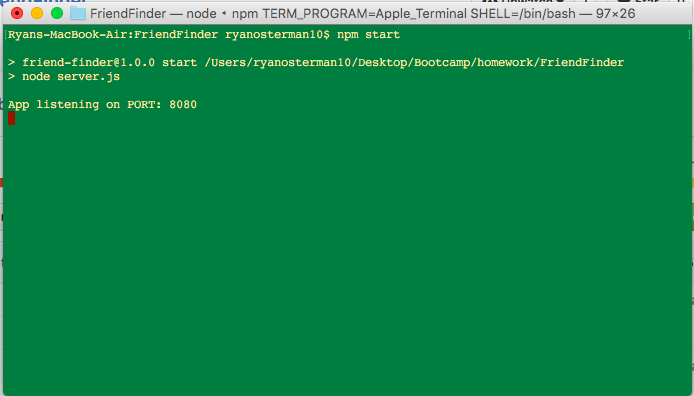 FriendFinder — node ◂ npm TERM_PROGRAM=Apple_Terminal SHELL=/bin/bash — 97×26
[Ryans-MacBook-Air:FriendFinder ryanosterman10$ npm start ]
> friend-finder@1.0.0 start /Users/ryanosterman10/Desktop/Bootcamp/homework/FriendFinder
> node server.js
App listening on PORT: 8080